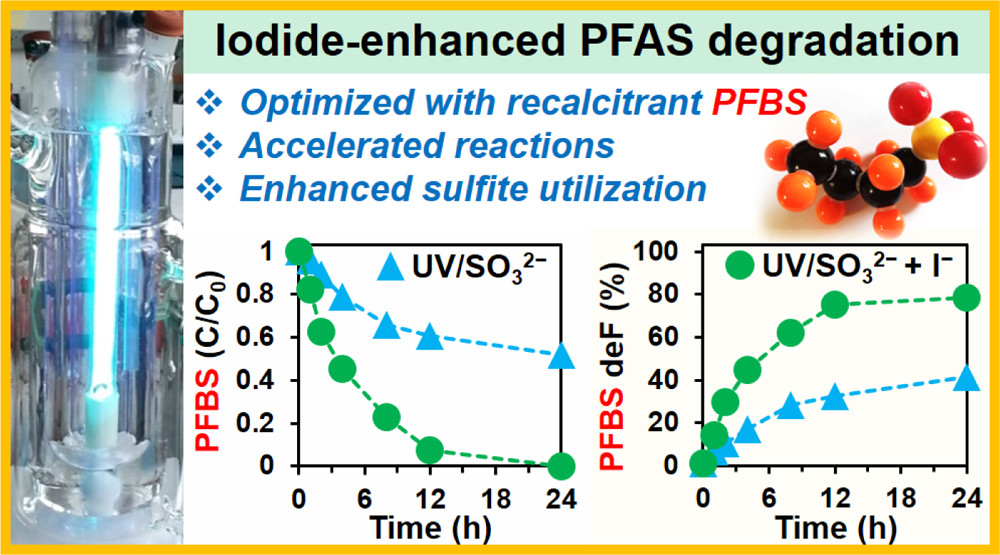 Iodide-enhanced PFAS degradation
❖ Optimized with recalcitrant PFBS
❖ Accelerated reactions
❖ Enhanced sulfite utilization
PFBS (C/C₀)
1
0.8
0.6
0.4
0.2
0
UV/SO₃²⁻
0 6 12 18 24
Time (h)
PFBS deF (%)
100
80
60
40
20
0
UV/SO₃²⁻ + I⁻
0 6 12 18 24
Time (h)